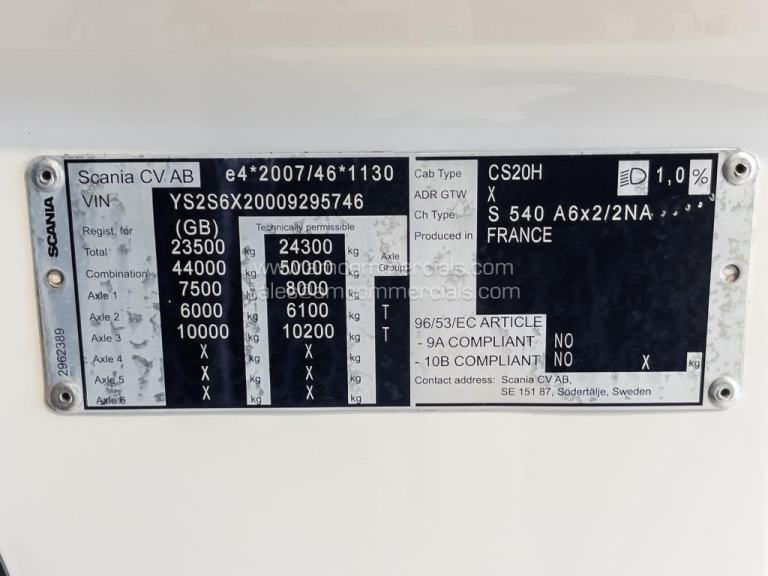 Scania CV AB e4*2007/46*1130
VIN YS2S6X20009295746
Regist. for (GB) Technically permissible
Total 23500 kg 24300 kg Axle
Combination 44000 kg 50000 kg Group
Axle 1 7500 kg 8000 kg
Axle 2 6000 kg 6100 kg T
Axle 3 10000 kg 10200 kg T
Axle 4 X kg X kg
Axle 5 X kg X kg
Axle 6 X kg X kg
SCANIA
2962389
Cab Type CS20H 1,0 %
ADR GTW X
Ch Type. S 540 A6x2/2NA
Produced in FRANCE
96/53/EC ARTICLE
- 9A COMPLIANT NO
- 10B COMPLIANT NO X kg
Contact address: Scania CV AB,
SE 151 87, Södertälje, Sweden